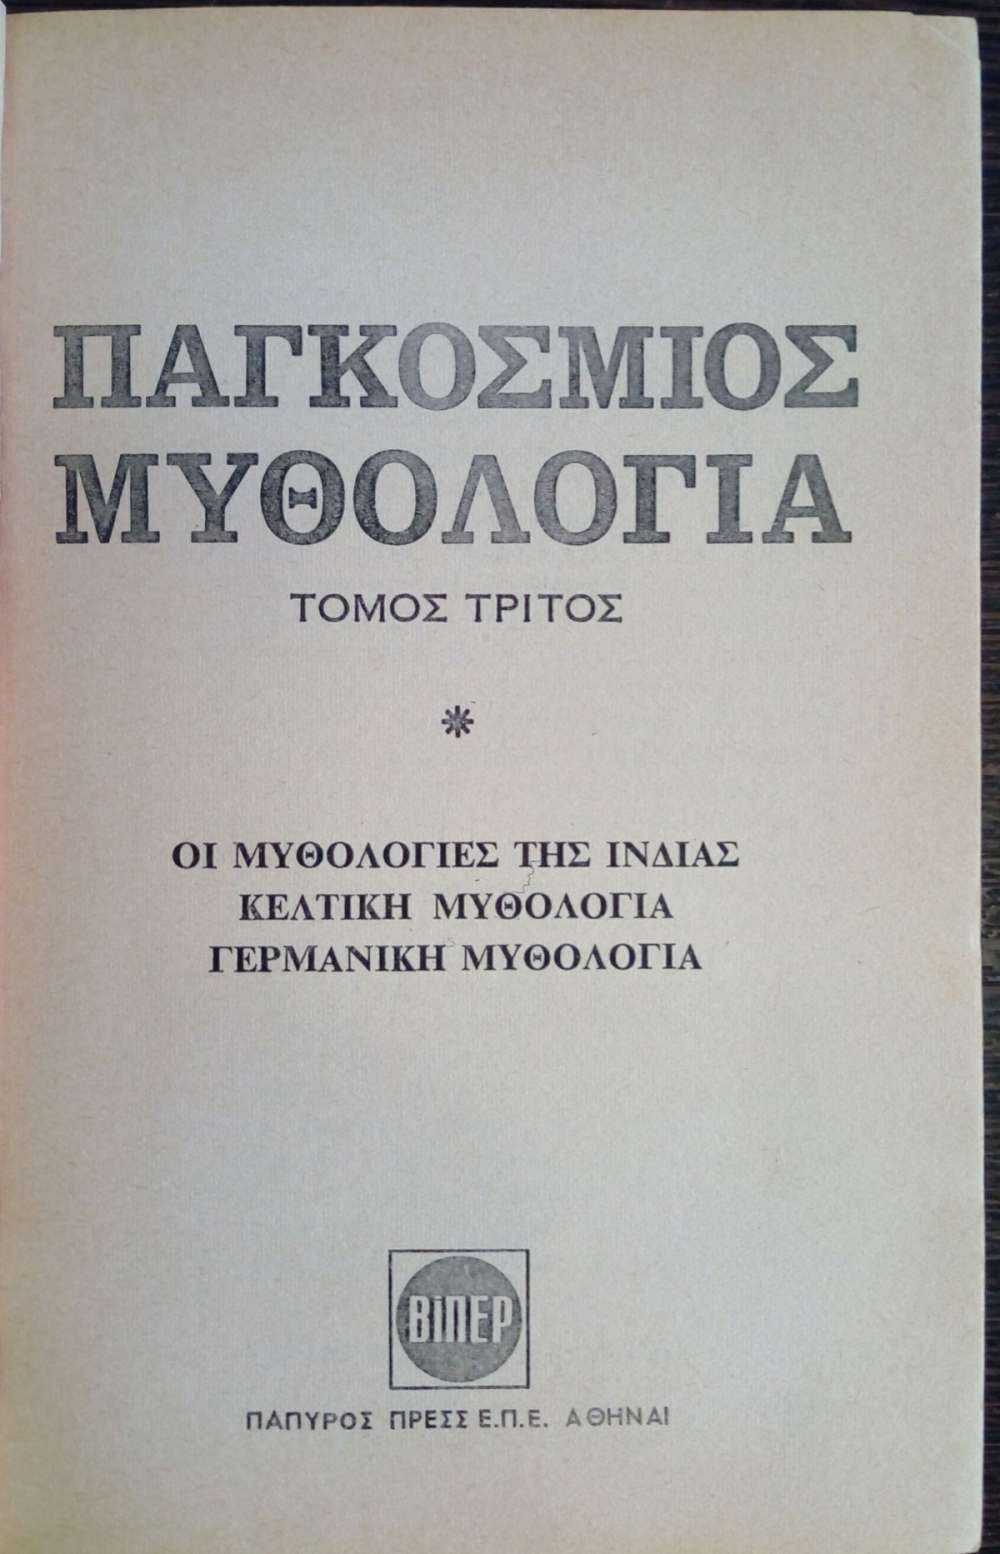 ΠΑΓΚΟΣΜΙΟΣ
ΜΥΘΟΛΟΓΙΑ
ΤΟΜΟΣ ΤΡΙΤΟΣ
*
ΟΙ ΜΥΘΟΛΟΓΙΕΣ ΤΗΣ ΙΝΔΙΑΣ
ΚΕΛΤΙΚΗ ΜΥΘΟΛΟΓΙΑ
ΓΕΡΜΑΝΙΚΗ ΜΥΘΟΛΟΓΙΑ
ΒΙΠΕΡ
ΠΑΠΥΡΟΣ ΠΡΕΣΣ Ε.Π.Ε. ΑΘΗΝΑΙ